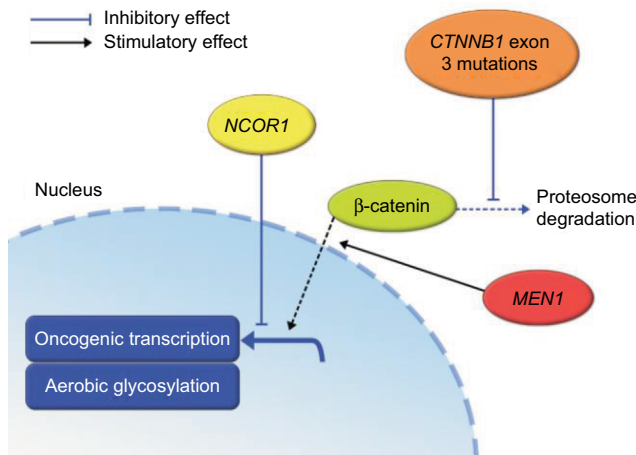 Inhibitory effect
Stimulatory effect
CTNNB1 exon
3 mutations
NCOR1
Nucleus
β-catenin
Proteosome
degradation
MEN1
Oncogenic transcription
Aerobic glycosylation